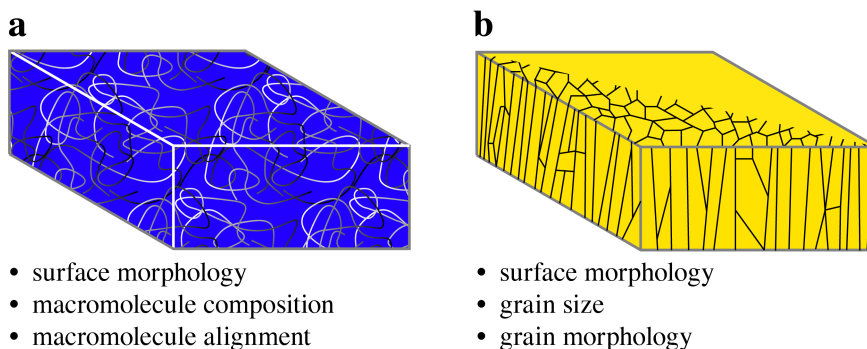 a
• surface morphology
• macromolecule composition
• macromolecule alignment
b
• surface morphology
• grain size
• grain morphology